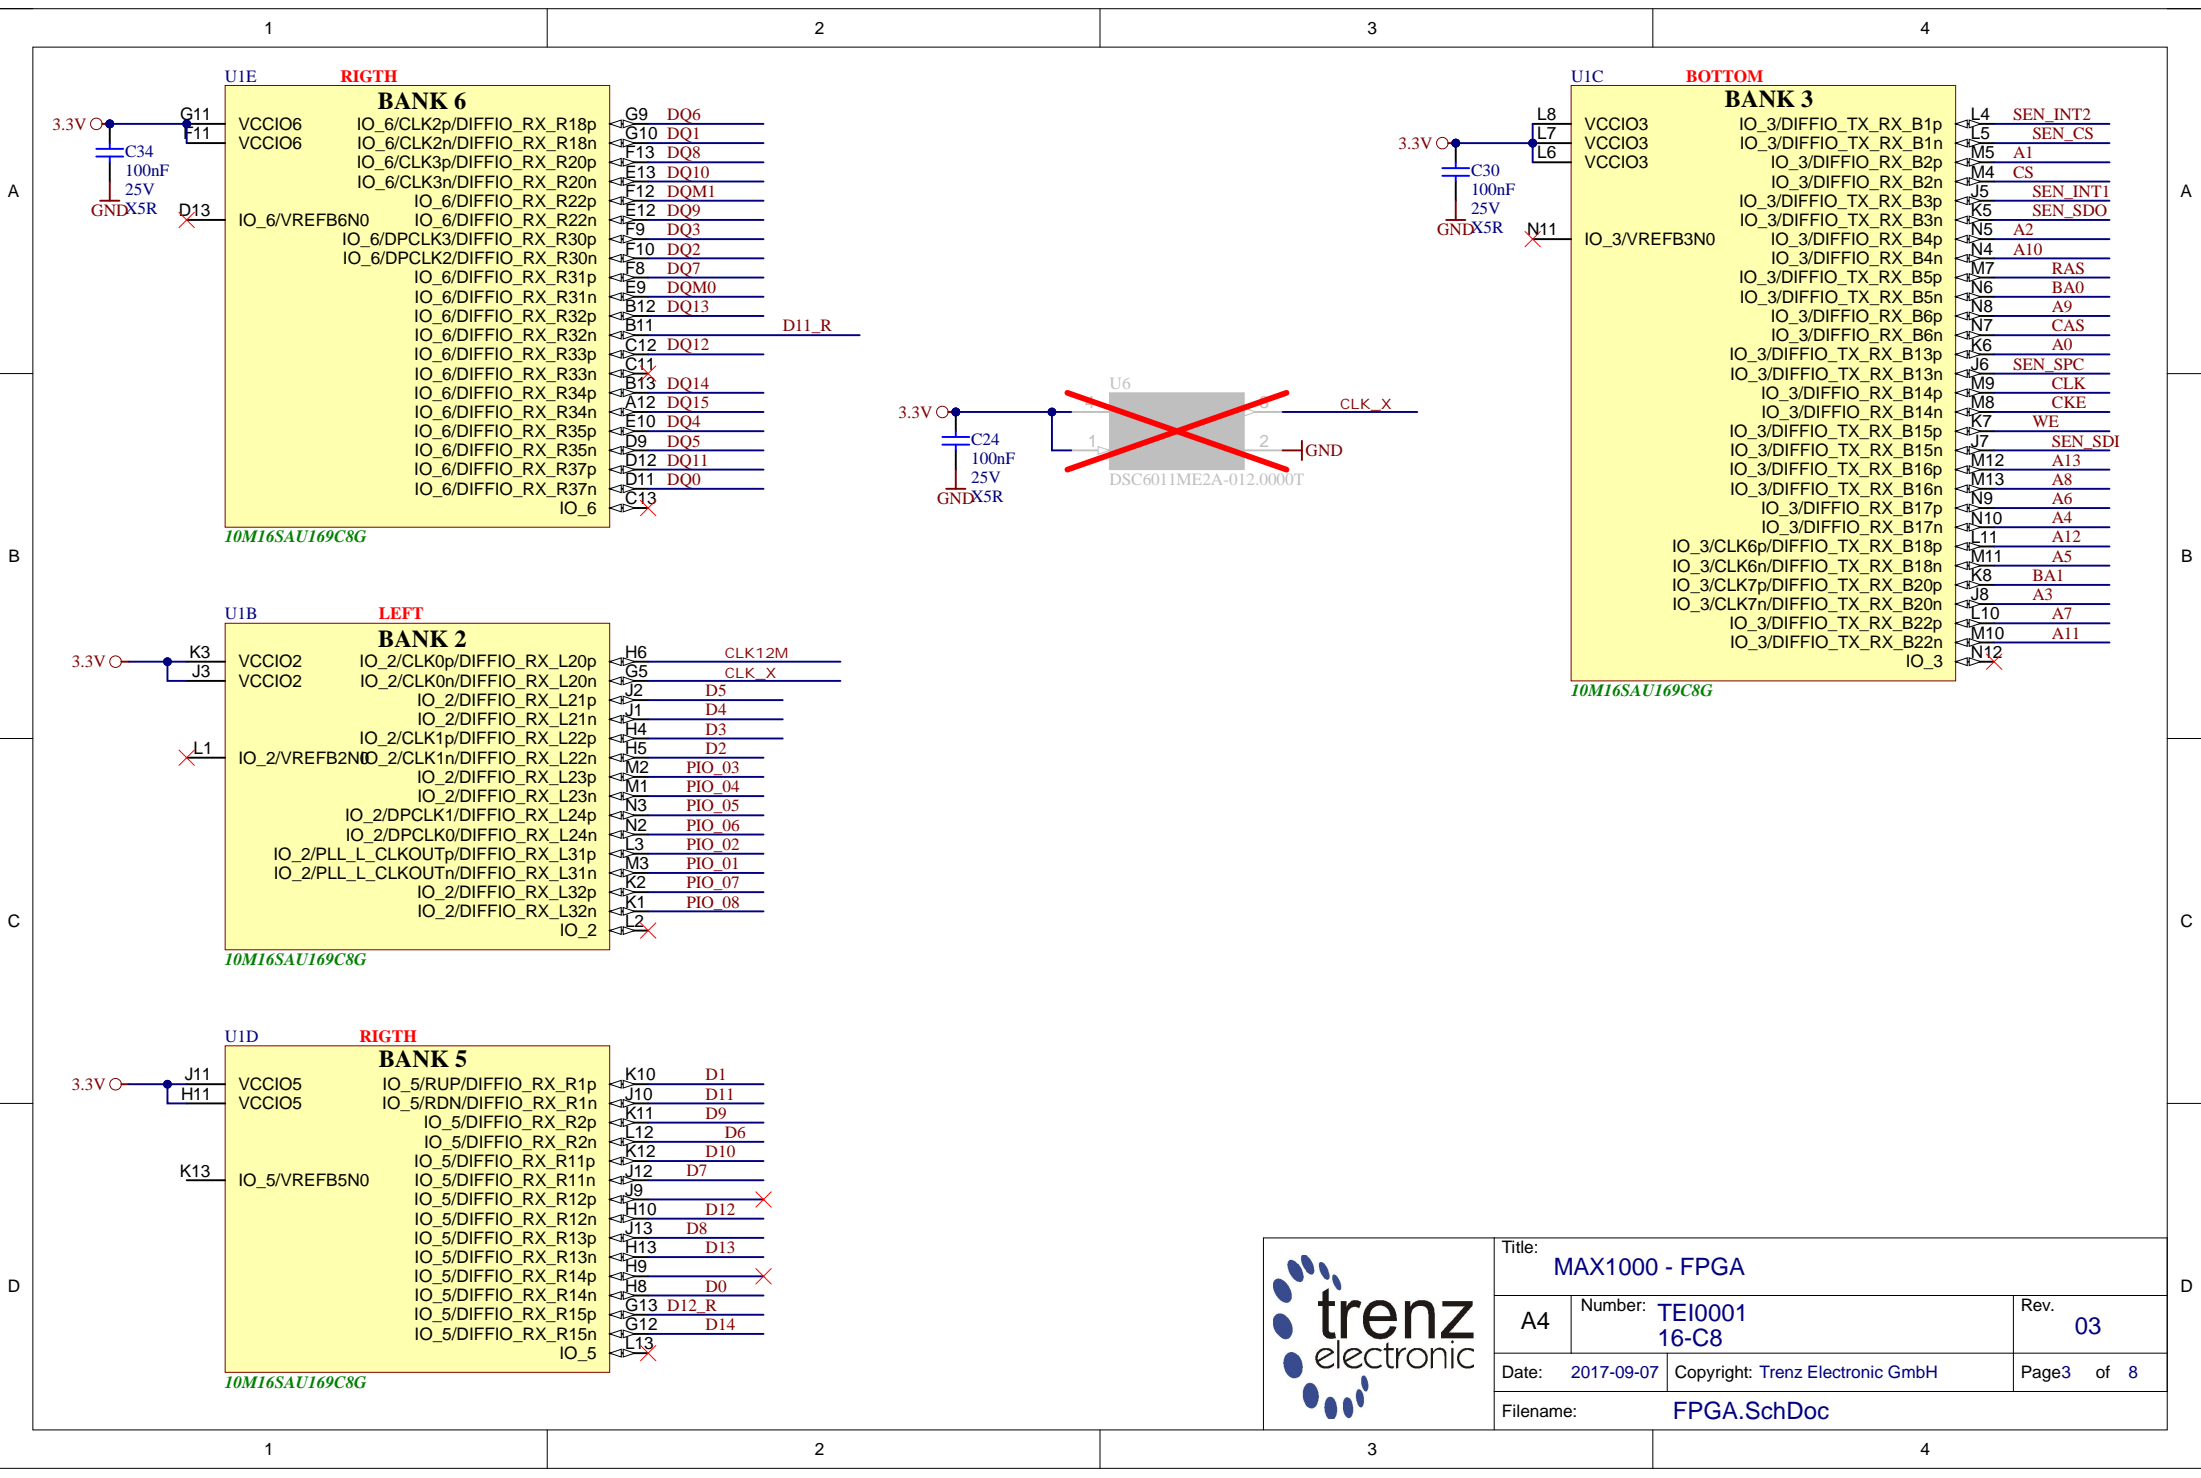 1 2 3 4
A B C D
U1E RIGTH
BANK 6
3.3V
G11 VCCIO6
F11 VCCIO6
C34
100nF
25V
X5R
GND
D13 IO_6/VREFB6N0
IO_6/CLK2p/DIFFIO_RX_R18p G9 DQ6
IO_6/CLK2n/DIFFIO_RX_R18n G10 DQ1
IO_6/CLK3p/DIFFIO_RX_R20p F13 DQ8
IO_6/CLK3n/DIFFIO_RX_R20n E13 DQ10
IO_6/DIFFIO_RX_R22p F12 DQM1
IO_6/DIFFIO_RX_R22n E12 DQ9
IO_6/DPCLK3/DIFFIO_RX_R30p F9 DQ3
IO_6/DPCLK2/DIFFIO_RX_R30n F10 DQ2
IO_6/DIFFIO_RX_R31p F8 DQ7
IO_6/DIFFIO_RX_R31n E9 DQM0
IO_6/DIFFIO_RX_R32p B12 DQ13
IO_6/DIFFIO_RX_R32n B11 D11_R
IO_6/DIFFIO_RX_R33p C12 DQ12
IO_6/DIFFIO_RX_R33n C11
IO_6/DIFFIO_RX_R34p B13 DQ14
IO_6/DIFFIO_RX_R34n A12 DQ15
IO_6/DIFFIO_RX_R35p E10 DQ4
IO_6/DIFFIO_RX_R35n D9 DQ5
IO_6/DIFFIO_RX_R37p D12 DQ11
IO_6/DIFFIO_RX_R37n D11 DQ0
IO_6 C13
10M16SAU169C8G
U6
3.3V
1
2 GND
CLK_X
C24
100nF
25V
X5R
GND
DSC6011ME2A-012.0000T
U1C BOTTOM
BANK 3
3.3V
L8 VCCIO3
L7 VCCIO3
L6 VCCIO3
C30
100nF
25V
X5R
GND
N11 IO_3/VREFB3N0
IO_3/DIFFIO_TX_RX_B1p L4 SEN_INT2
IO_3/DIFFIO_TX_RX_B1n L5 SEN_CS
IO_3/DIFFIO_RX_B2p M5 A1
IO_3/DIFFIO_RX_B2n M4 CS
IO_3/DIFFIO_TX_RX_B3p J5 SEN_INT1
IO_3/DIFFIO_TX_RX_B3n K5 SEN_SDO
IO_3/DIFFIO_RX_B4p N5 A2
IO_3/DIFFIO_RX_B4n N4 A10
IO_3/DIFFIO_TX_RX_B5p M7 RAS
IO_3/DIFFIO_TX_RX_B5n N6 BA0
IO_3/DIFFIO_RX_B6p N8 A9
IO_3/DIFFIO_RX_B6n N7 CAS
IO_3/DIFFIO_TX_RX_B13p K6 A0
IO_3/DIFFIO_TX_RX_B13n J6 SEN_SPC
IO_3/DIFFIO_RX_B14p M9 CLK
IO_3/DIFFIO_RX_B14n M8 CKE
IO_3/DIFFIO_TX_RX_B15p K7 WE
IO_3/DIFFIO_TX_RX_B15n J7 SEN_SDI
IO_3/DIFFIO_TX_RX_B16p M12 A13
IO_3/DIFFIO_TX_RX_B16n M13 A8
IO_3/DIFFIO_RX_B17p N9 A6
IO_3/DIFFIO_RX_B17n N10 A4
IO_3/CLK6p/DIFFIO_TX_RX_B18p L11 A12
IO_3/CLK6n/DIFFIO_TX_RX_B18n M11 A5
IO_3/CLK7p/DIFFIO_TX_RX_B20p K8 BA1
IO_3/CLK7n/DIFFIO_TX_RX_B20n J8 A3
IO_3/DIFFIO_TX_RX_B22p L10 A7
IO_3/DIFFIO_TX_RX_B22n M10 A11
IO_3 N12
10M16SAU169C8G
U1B LEFT
BANK 2
3.3V
K3 VCCIO2
J3 VCCIO2
L1 IO_2/VREFB2N0
IO_2/CLK0p/DIFFIO_RX_L20p H6 CLK12M
IO_2/CLK0n/DIFFIO_RX_L20n G5 CLK_X
IO_2/DIFFIO_RX_L21p J2 D5
IO_2/DIFFIO_RX_L21n J1 D4
IO_2/CLK1p/DIFFIO_RX_L22p H4 D3
IO_2/CLK1n/DIFFIO_RX_L22n H5 D2
IO_2/DIFFIO_RX_L23p M2 PIO_03
IO_2/DIFFIO_RX_L23n M1 PIO_04
IO_2/DPCLK1/DIFFIO_RX_L24p N3 PIO_05
IO_2/DPCLK0/DIFFIO_RX_L24n N2 PIO_06
IO_2/PLL_L_CLKOUTp/DIFFIO_RX_L31p L3 PIO_02
IO_2/PLL_L_CLKOUTn/DIFFIO_RX_L31n M3 PIO_01
IO_2/DIFFIO_RX_L32p K2 PIO_07
IO_2/DIFFIO_RX_L32n K1 PIO_08
IO_2 L2
10M16SAU169C8G
U1D RIGTH
BANK 5
3.3V
J11 VCCIO5
H11 VCCIO5
K13 IO_5/VREFB5N0
IO_5/RUP/DIFFIO_RX_R1p K10 D1
IO_5/RDN/DIFFIO_RX_R1n J10 D11
IO_5/DIFFIO_RX_R2p K11 D9
IO_5/DIFFIO_RX_R2n L12 D6
IO_5/DIFFIO_RX_R11p K12 D10
IO_5/DIFFIO_RX_R11n J12 D7
IO_5/DIFFIO_RX_R12p J9
IO_5/DIFFIO_RX_R12n H10 D12
IO_5/DIFFIO_RX_R13p J13 D8
IO_5/DIFFIO_RX_R13n H13 D13
IO_5/DIFFIO_RX_R14p H9
IO_5/DIFFIO_RX_R14n H8 D0
IO_5/DIFFIO_RX_R15p G13 D12_R
IO_5/DIFFIO_RX_R15n G12 D14
IO_5 L13
10M16SAU169C8G
trenz
electronic
Title:
MAX1000 - FPGA
A4
Number: TEI0001
16-C8
Rev.
03
Date: 2017-09-07 Copyright: Trenz Electronic GmbH Page3 of 8
Filename: FPGA.SchDoc
A B C D
1 2 3 4